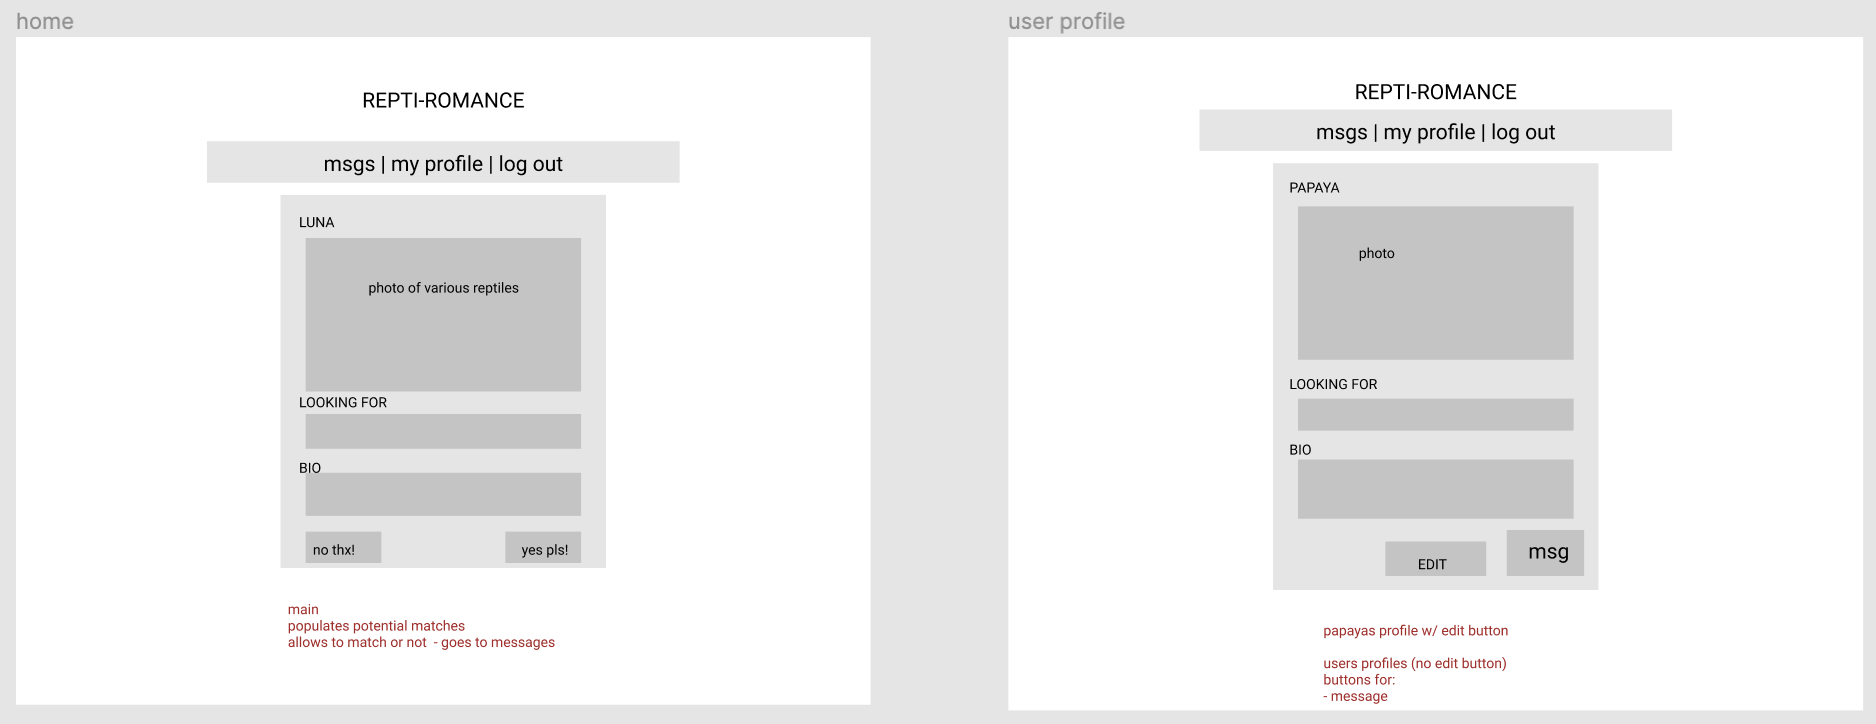 home
REPTI-ROMANCE
msgs | my profile | log out
LUNA
photo of various reptiles
LOOKING FOR
BIO
no thx!
yes pls!
main
populates potential matches
allows to match or not  - goes to messages
user profile
REPTI-ROMANCE
msgs | my profile | log out
PAPAYA
photo
LOOKING FOR
BIO
EDIT
msg
papayas profile w/ edit button
users profiles (no edit button)
buttons for:
- message